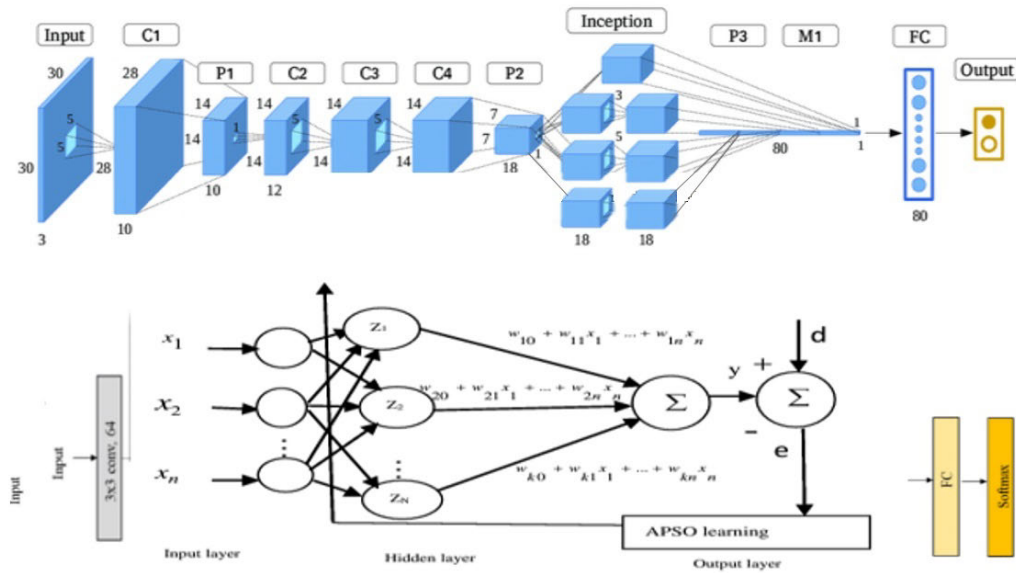 Input C1 P1 C2 C3 C4 P2 Inception P3 M1 FC Output
30 28 14 14 14 14 7 3 1
30 5 5 28 14 1 14 5 14 5 14 7 1 5 80 1
3 10 10 12 18 18 18 80
x1 Z1 w10 + w11x1 + ... + w1nxn d
y +
x2 Z2 w20 + w21x1 + ... + w2nxn Σ Σ
−
xn ⋮ ⋮ ZN wk0 + wk1x1 + ... + wknxn e
Input
Input
3x3 conv, 64
APSO learning
FC
Softmax
Input layer Hidden layer Output layer